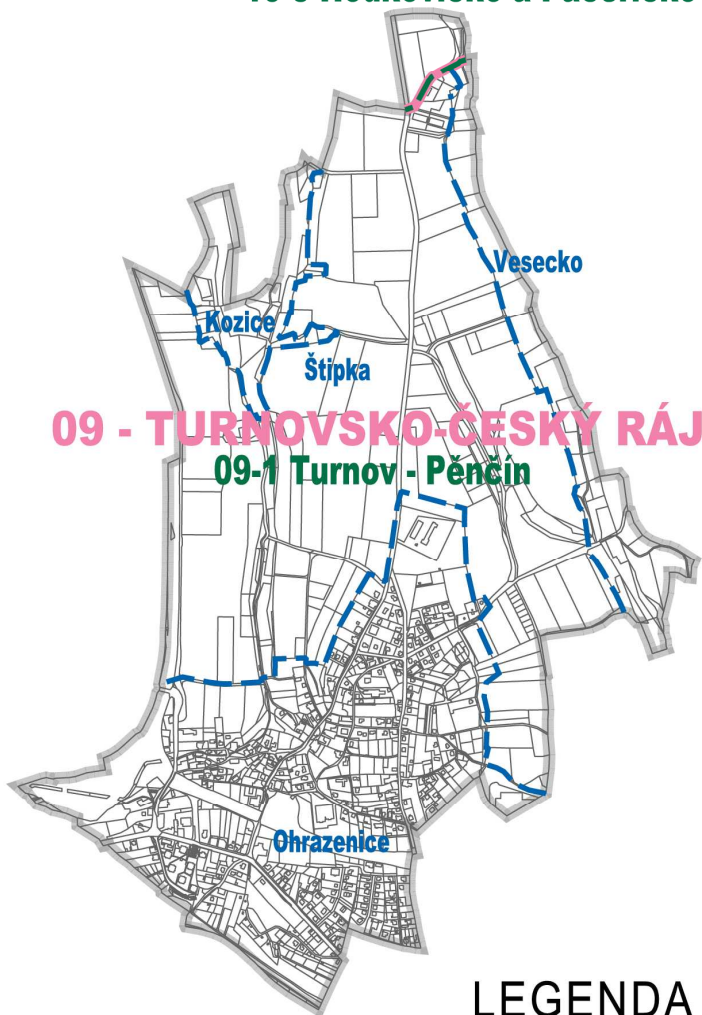 Vesecko
Kozice
Štipka
09 - TURNOVSKO-ČESKÝ RÁJ
09-1 Turnov - Pěnčín
Ohrazenice
LEGENDA